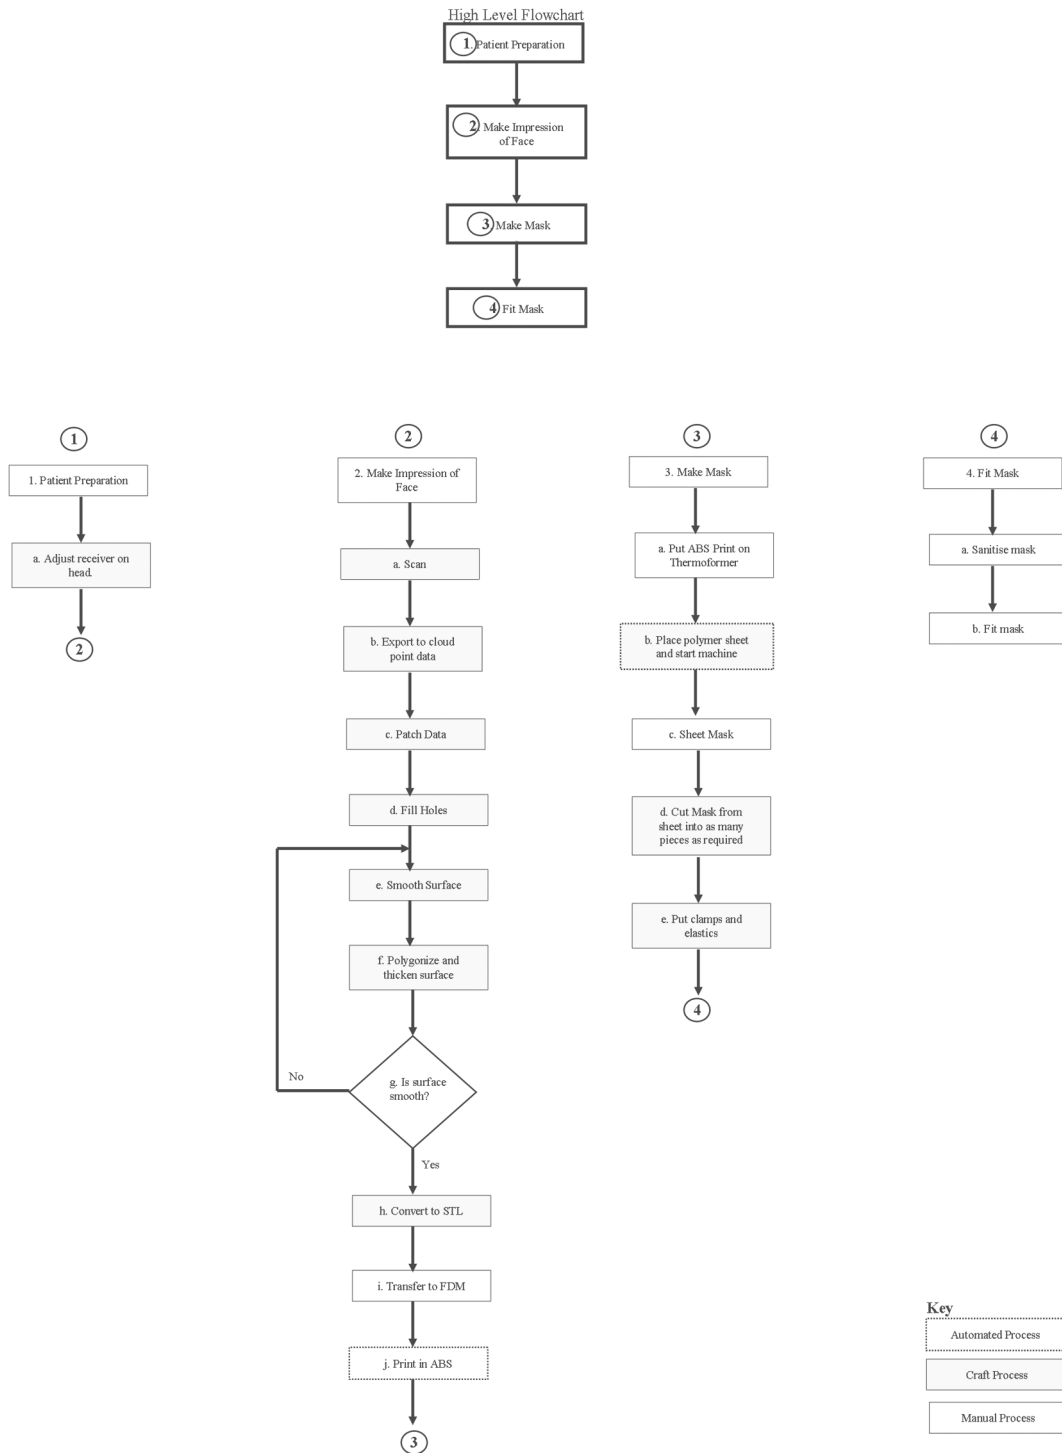 High Level Flowchart
1. Patient Preparation
2. Make Impression
of Face
3. Make Mask
4. Fit Mask
1
1. Patient Preparation
a. Adjust receiver on
head.
2
2
2. Make Impression of
Face
a. Scan
b. Export to cloud
point data
c. Patch Data
d. Fill Holes
e. Smooth Surface
f. Polygonize and
thicken surface
g. Is surface
smooth?
No
Yes
h. Convert to STL
i. Transfer to FDM
j. Print in ABS
3
3
3. Make Mask
a. Put ABS Print on
Thermoformer
b. Place polymer sheet
and start machine
c. Sheet Mask
d. Cut Mask from
sheet into as many
pieces as required
e. Put clamps and
elastics
4
4
4. Fit Mask
a. Sanitise mask
b. Fit mask
Key
Automated Process
Craft Process
Manual Process